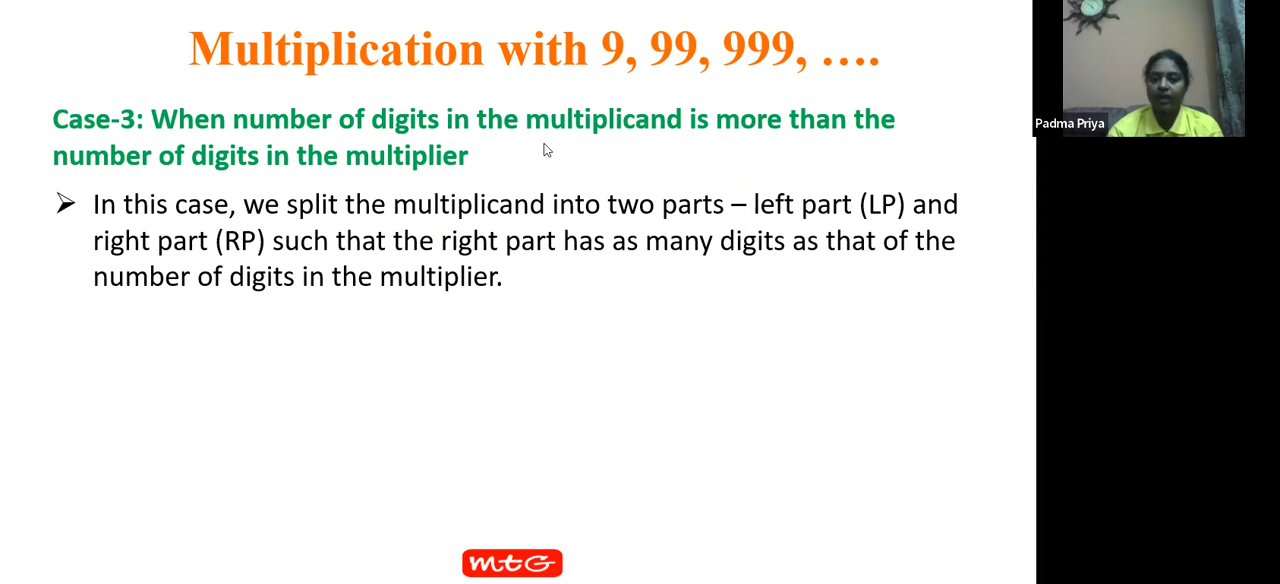 Multiplication with 9, 99, 999, ….
Case-3: When number of digits in the multiplicand is more than the
number of digits in the multiplier
➢ In this case, we split the multiplicand into two parts – left part (LP) and
right part (RP) such that the right part has as many digits as that of the
number of digits in the multiplier.
mtG
Padma Priya